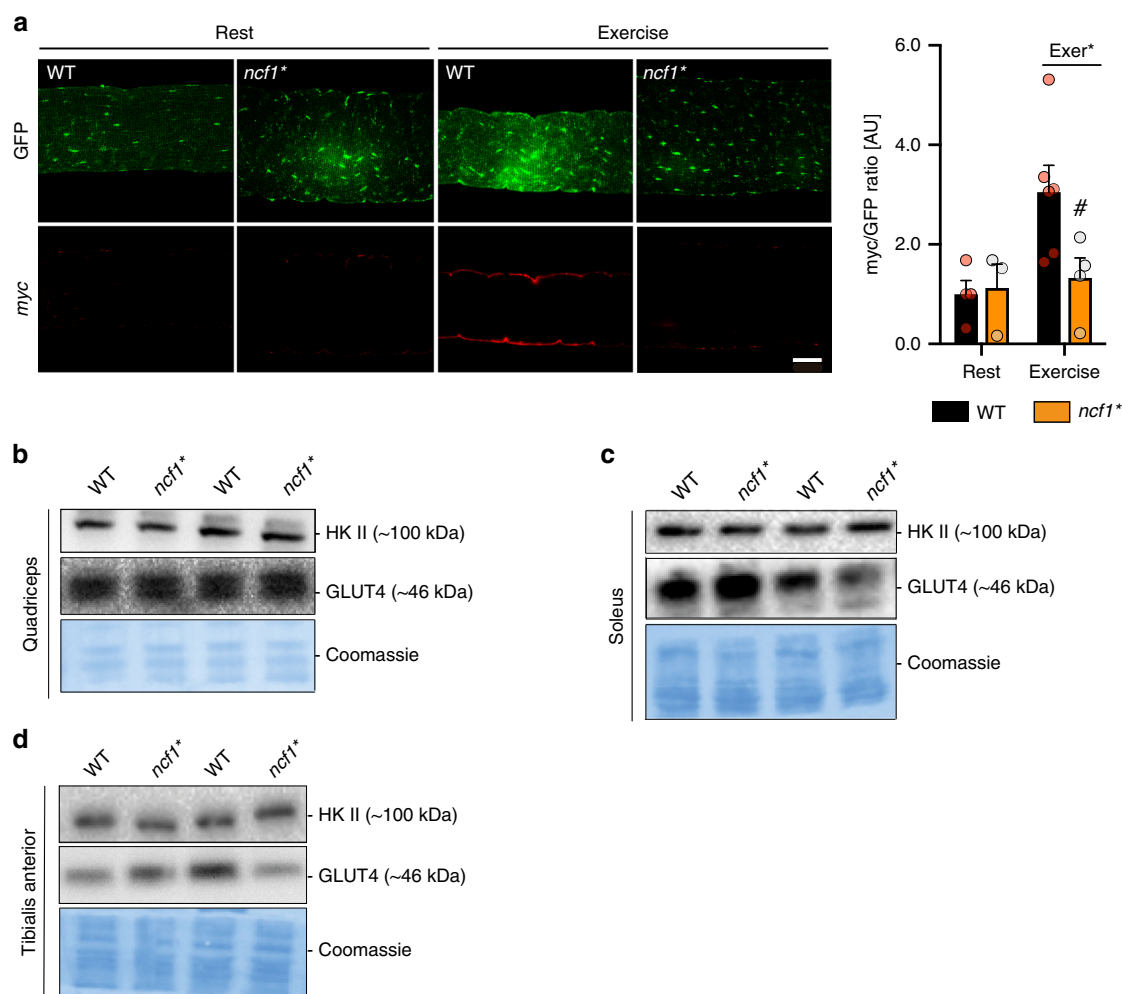 a
Rest
Exercise
WT
ncf1*
WT
ncf1*
GFP
myc
6.0
4.0
2.0
0.0
myc/GFP ratio [AU]
Exer*
#
Rest
Exercise
WT
ncf1*
b
WT
ncf1*
WT
ncf1*
Quadriceps
HK II (~100 kDa)
GLUT4 (~46 kDa)
Coomassie
c
WT
ncf1*
WT
ncf1*
Soleus
HK II (~100 kDa)
GLUT4 (~46 kDa)
Coomassie
d
WT
ncf1*
WT
ncf1*
Tibialis anterior
HK II (~100 kDa)
GLUT4 (~46 kDa)
Coomassie